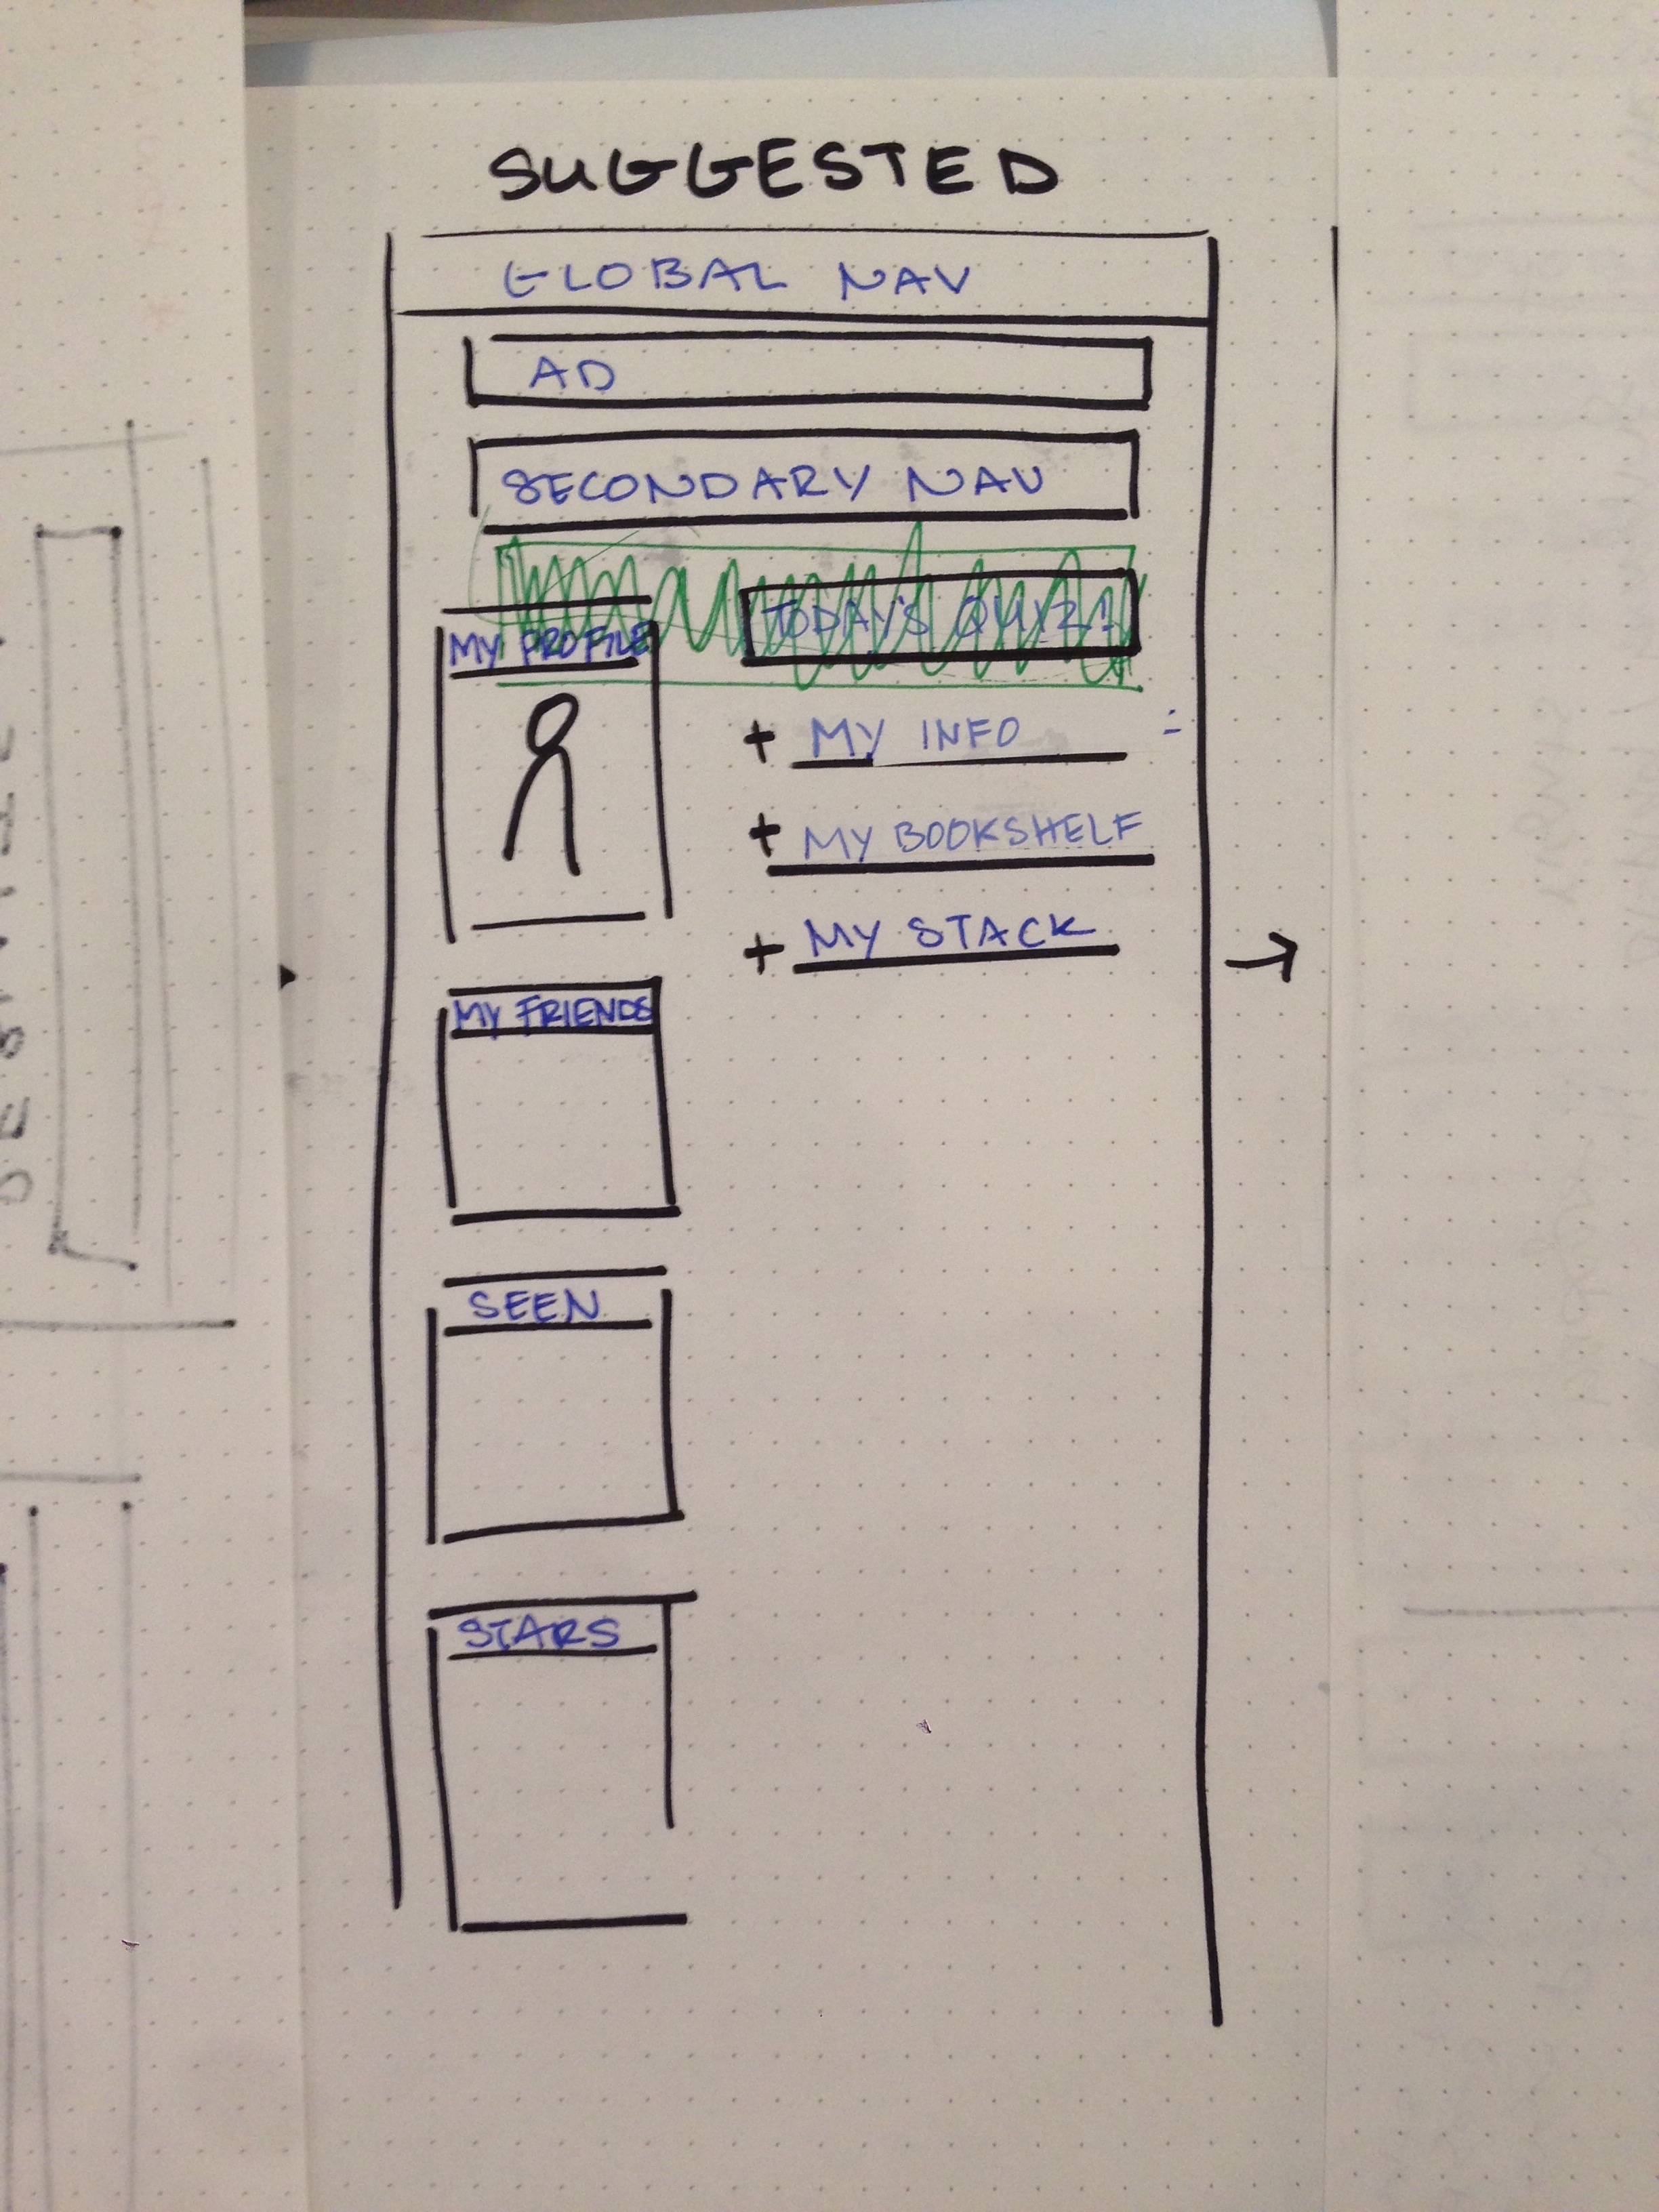 SUGGESTED
GLOBAL NAV
AD
SECONDARY NAV
MY PROFILE
TODAY'S QUIZ?
+ MY INFO
+ MY BOOKSHELF
+ MY STACK
MY FRIENDS
SEEN
STARS